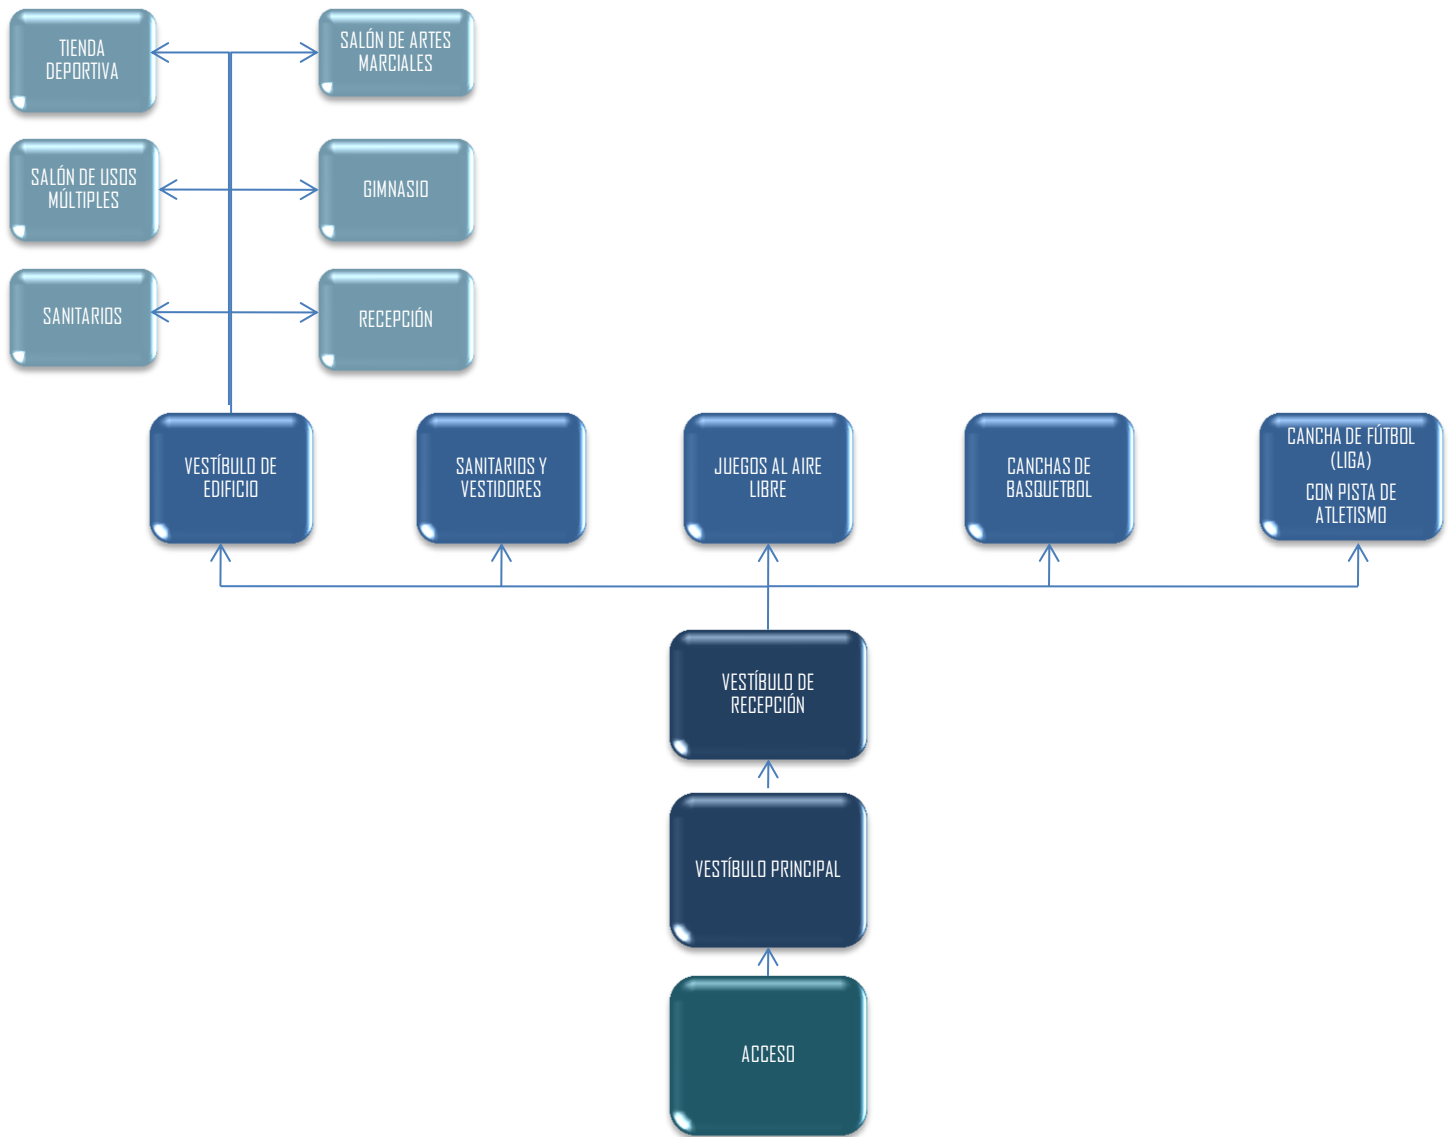 TIENDA
DEPORTIVA
SALÓN DE ARTES
MARCIALES
SALÓN DE USOS
MÚLTIPLES
GIMNASIO
SANITARIOS
RECEPCIÓN
VESTÍBULO DE
EDIFICIO
SANITARIOS Y
VESTIDORES
JUEGOS AL AIRE
LIBRE
CANCHAS DE
BASQUETBOL
CANCHA DE FÚTBOL
(LIGA)
CON PISTA DE
ATLETISMO
VESTÍBULO DE
RECEPCIÓN
VESTÍBULO PRINCIPAL
ACCESO